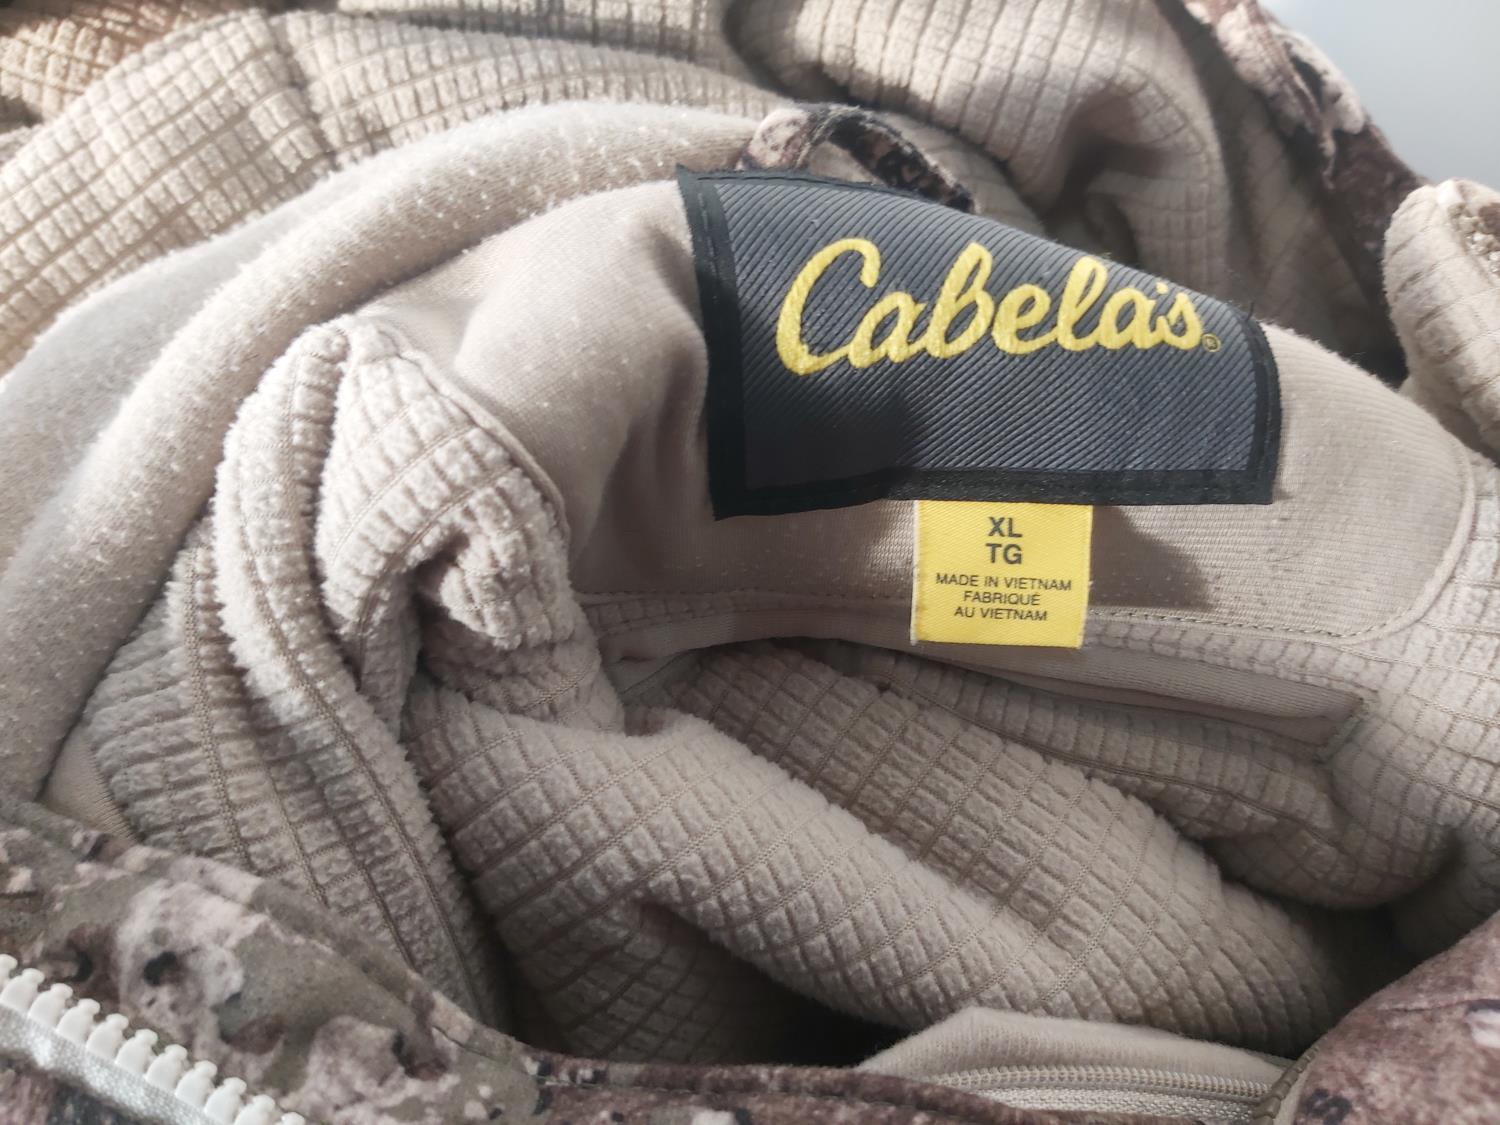 Cabela's®
XL
TG
MADE IN VIETNAM
FABRIQUÉ
AU VIETNAM